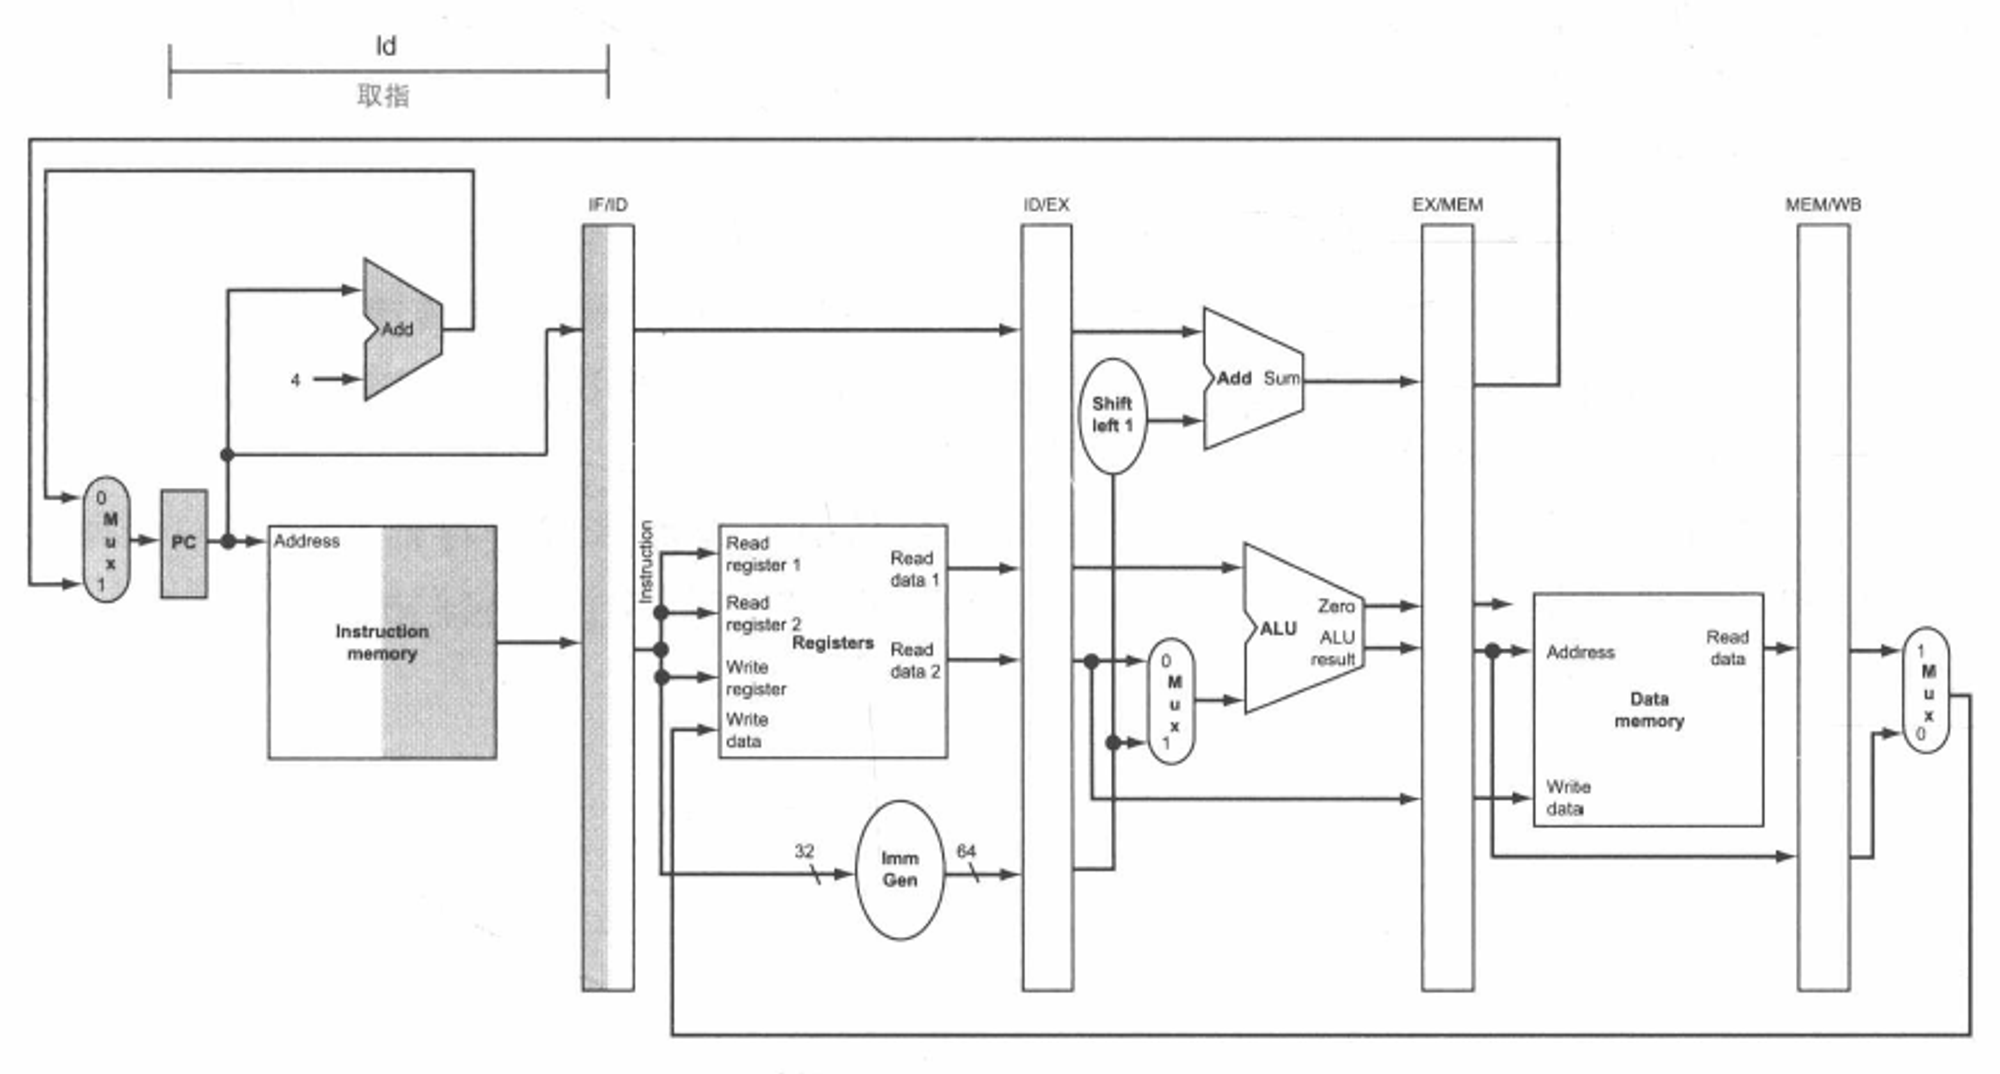 ld
取指
IF/ID
ID/EX
EX/MEM
MEM/WB
Add
4
Add Sum
Shift
left 1
0
M
u
x
1
PC
Address
Instruction
memory
Instruction
Read
register 1
Read
register 2
Write
register
Write
data
Registers
Read
data 1
Read
data 2
32
Imm
Gen
64
0
M
u
x
1
ALU
Zero
ALU
result
Address
Read
data
Data
memory
Write
data
1
M
u
x
0